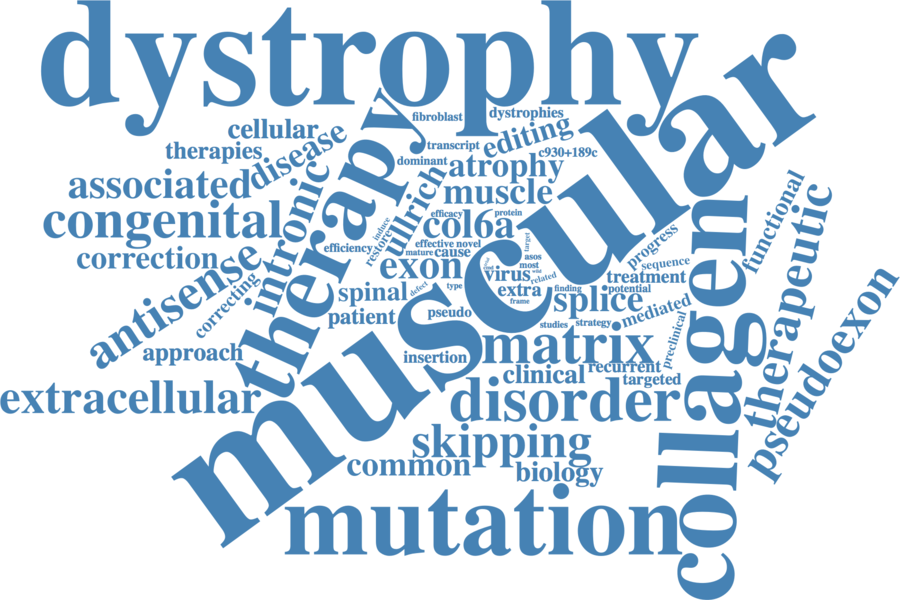 dystrophy
muscular
therapy
collagen
mutation
fibroblast
dystrophies
cellular
disease
therapies
transcript
editing
c930+189c
dominant
atrophy
associated
intronic
ullrich
muscle
functional
congenital
induce
restore
efficacy
protein
col6a
therapeutic
correction
efficiency
effective
novel
mature
cause
target
asos
progress
antisense
exon
most
sequence
virus
wild
related
treatment
correcting
spinal
defect
type
extra
finding
potential
frame
splice
pseudoexon
patient
pseudo
studies
strategy
mediated
approach
insertion
matrix
preclinical
recurrent
clinical
targeted
extracellular
disorder
skipping
common
biology